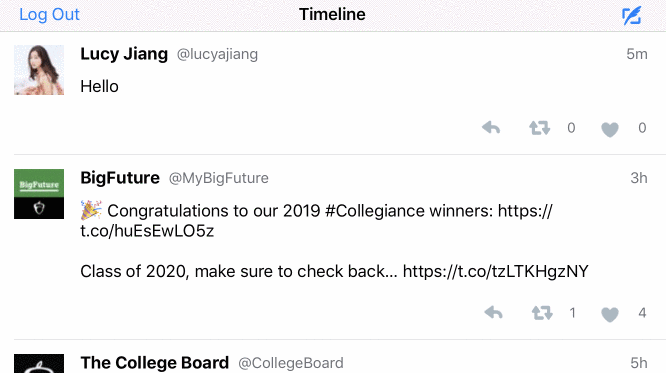 Log Out Timeline
Lucy Jiang @lucyajiang 5m
Hello
0 0
BigFuture
BigFuture @MyBigFuture 3h
🎉 Congratulations to our 2019 #Collegiance winners: https://
t.co/huEsEwLO5z
Class of 2020, make sure to check back... https://t.co/tzLTKHgzNY
1 4
The College Board @CollegeBoard 5h